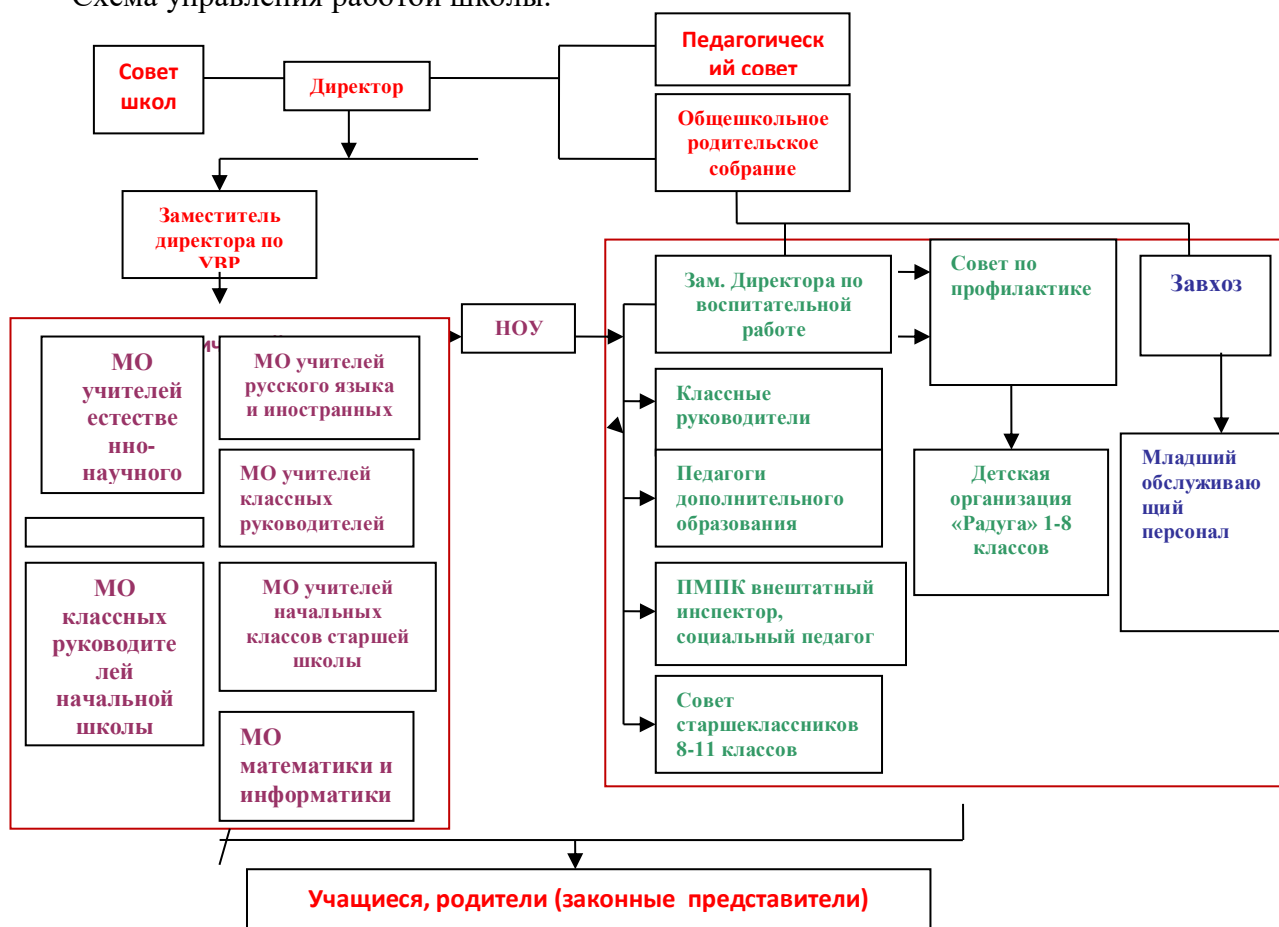 Схема управления работой школы.
Совет
школ
Директор
Педагогическ
ий совет
Общешкольное
родительское
собрание
Заместитель
директора по
УВР
Зам. Директора по
воспитательной
работе
Совет по
профилактике
Завхоз
НОУ
МО
учителей
естестве
нно-
научного
МО учителей
русского языка
и иностранных
МО учителей
классных
руководителей
МО
классных
руководите
лей
начальной
школы
МО учителей
начальных
классов старшей
школы
МО
математики и
информатики
Классные
руководители
Педагоги
дополнительного
образования
ПМПК внештатный
инспектор,
социальный педагог
Совет
старшеклассников
8-11 классов
Детская
организация
«Радуга» 1-8
классов
Младший
обслуживаю
щий
персонал
Учащиеся, родители (законные представители)